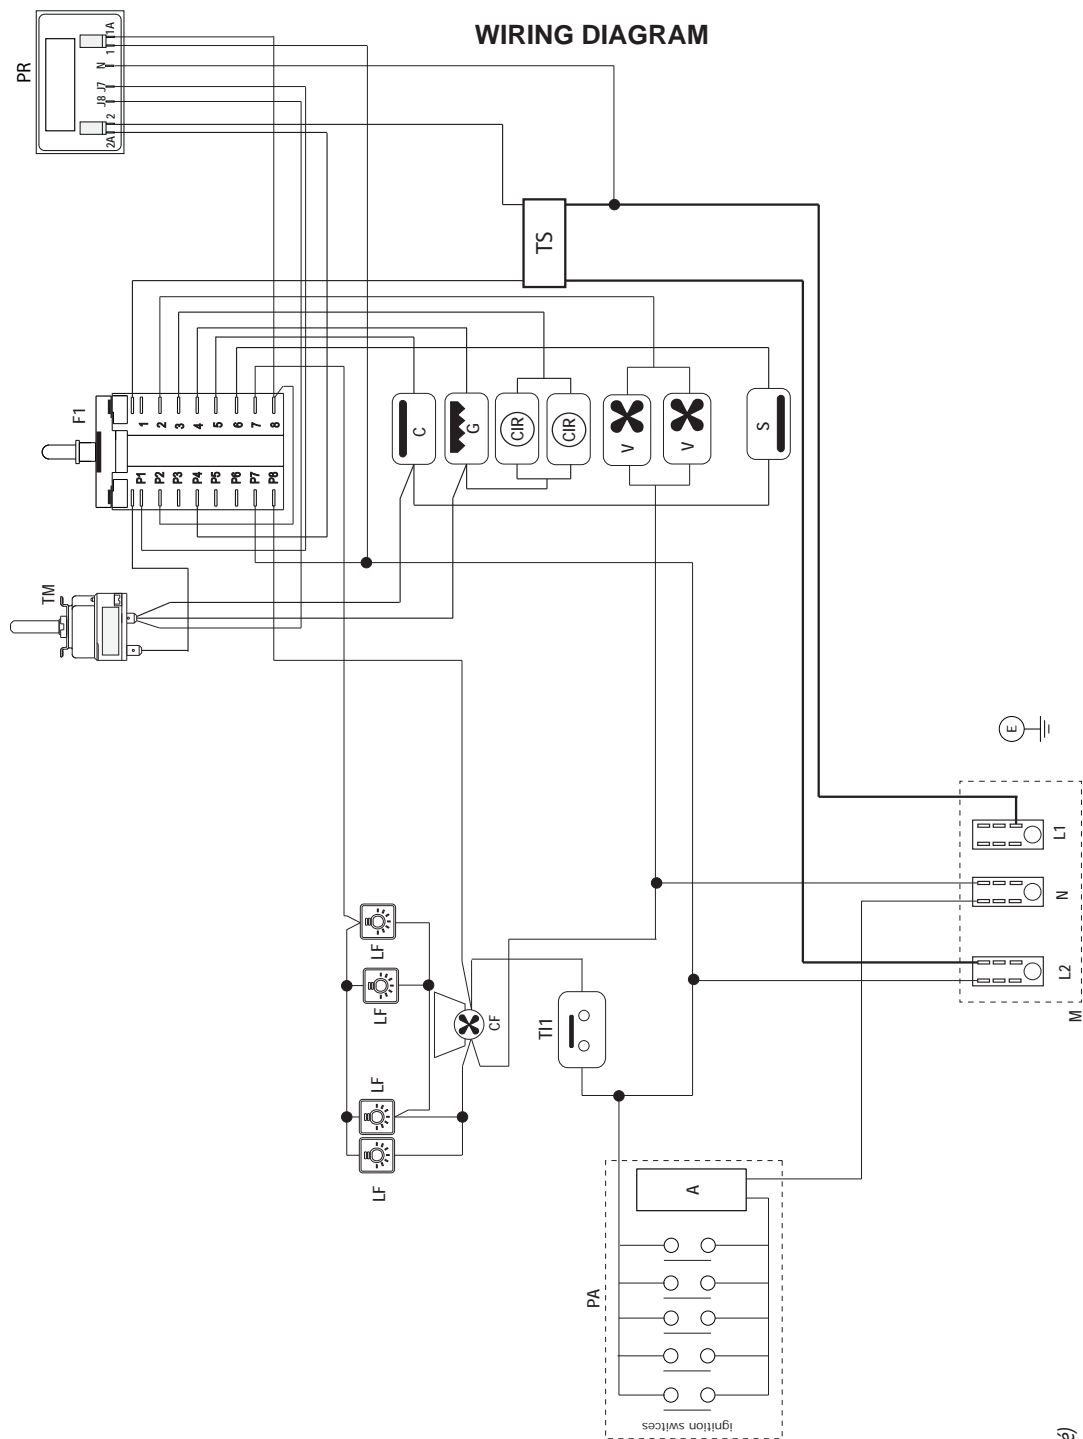 WIRING DIAGRAM
PR
1A
1
N
J7
J8
2
2A
F1
P1 1
P2 2
P3 3
P4 4
P5 5
P6 6
P7 7
P8 8
TM
TS
C
G
CIR
CIR
V
V
S
E
LF
LF
LF
LF
CF
TI1
L1
N
L2
M
PA
A
ignition switces